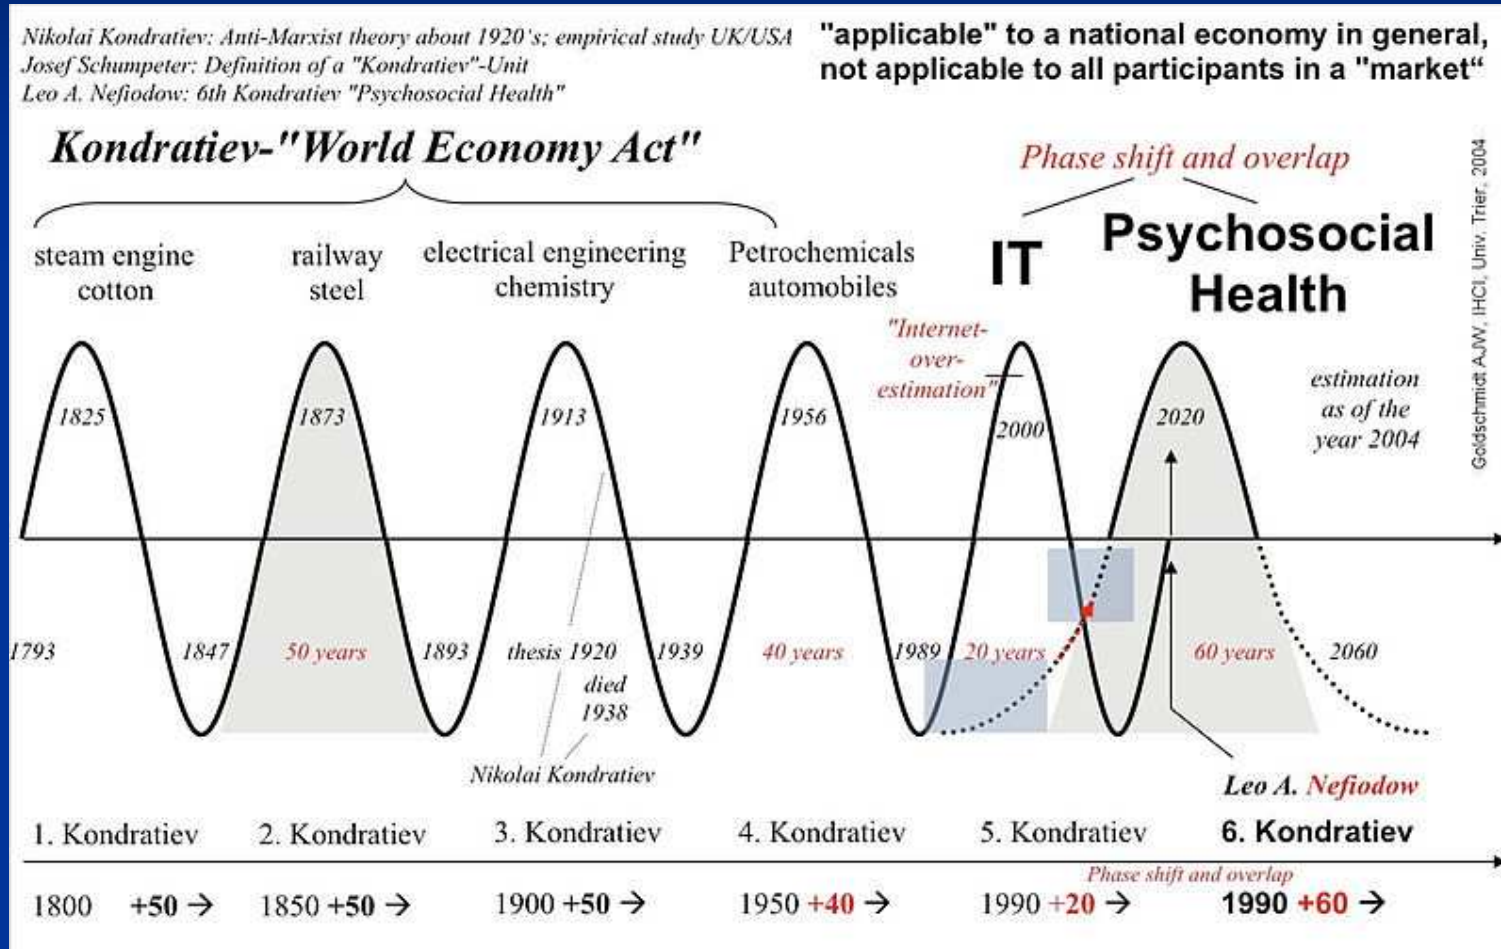 Nikolai Kondratiev: Anti-Marxist theory about 1920's; empirical study UK/USA
Josef Schumpeter: Definition of a "Kondratiev"-Unit
Leo A. Nefiodow: 6th Kondratiev "Psychosocial Health"
"applicable" to a national economy in general,
not applicable to all participants in a "market“
Kondratiev-"World Economy Act"
Phase shift and overlap
steam engine
cotton
railway
steel
electrical engineering
chemistry
Petrochemicals
automobiles
IT
Psychosocial
Health
"Internet-
over-
estimation"
estimation
as of the
year 2004
Goldschmidt AJW, IHCI, Univ. Trier, 2004
1825
1873
1913
1956
2000
2020
1793
1847
50 years
1893
thesis 1920
died
1938
1939
40 years
1989
20 years
60 years
2060
Nikolai Kondratiev
Leo A. Nefiodow
1. Kondratiev
2. Kondratiev
3. Kondratiev
4. Kondratiev
5. Kondratiev
6. Kondratiev
Phase shift and overlap
1800 +50 →
1850 +50 →
1900 +50 →
1950 +40 →
1990 +20 →
1990 +60 →